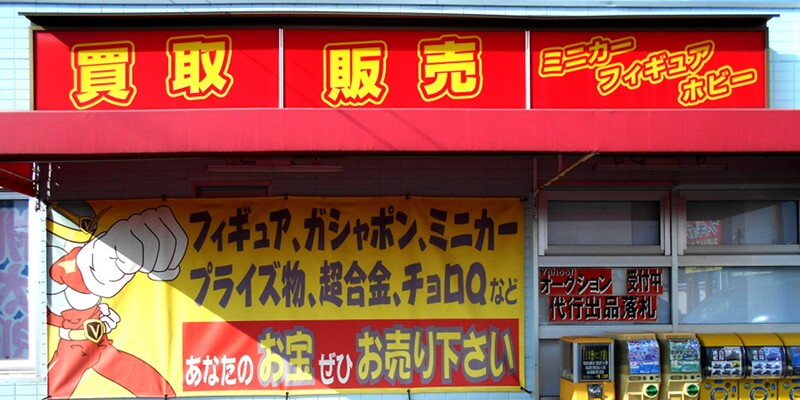 買取 販売 ミニカー
フィギュア
ホビー
フィギュア、ガシャポン、ミニカー
プライズ物、超合金、チョロQなど
あなたの お宝 ぜひ お売り下さい
V
V
Yahoo!
オークション 受付中
代行出品落札